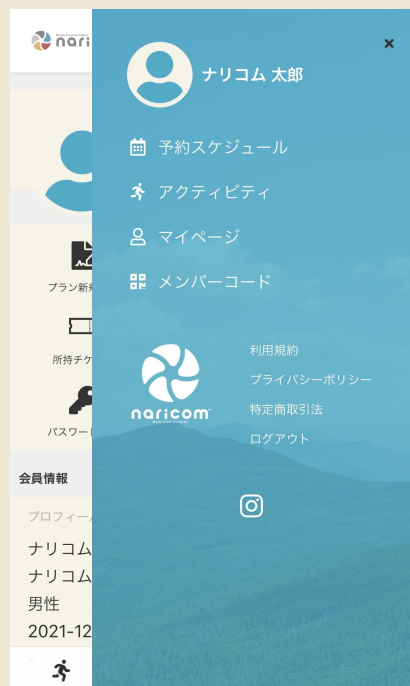 nari
ナリコム 太郎
×
予約スケジュール
アクティビティ
マイページ
メンバーコード
naricom
利用規約
プライバシーポリシー
特定商取引法
ログアウト
プラン新規
所持チケ
パスワー
会員情報
プロフィール
ナリコム
ナリコム
男性
2021-12